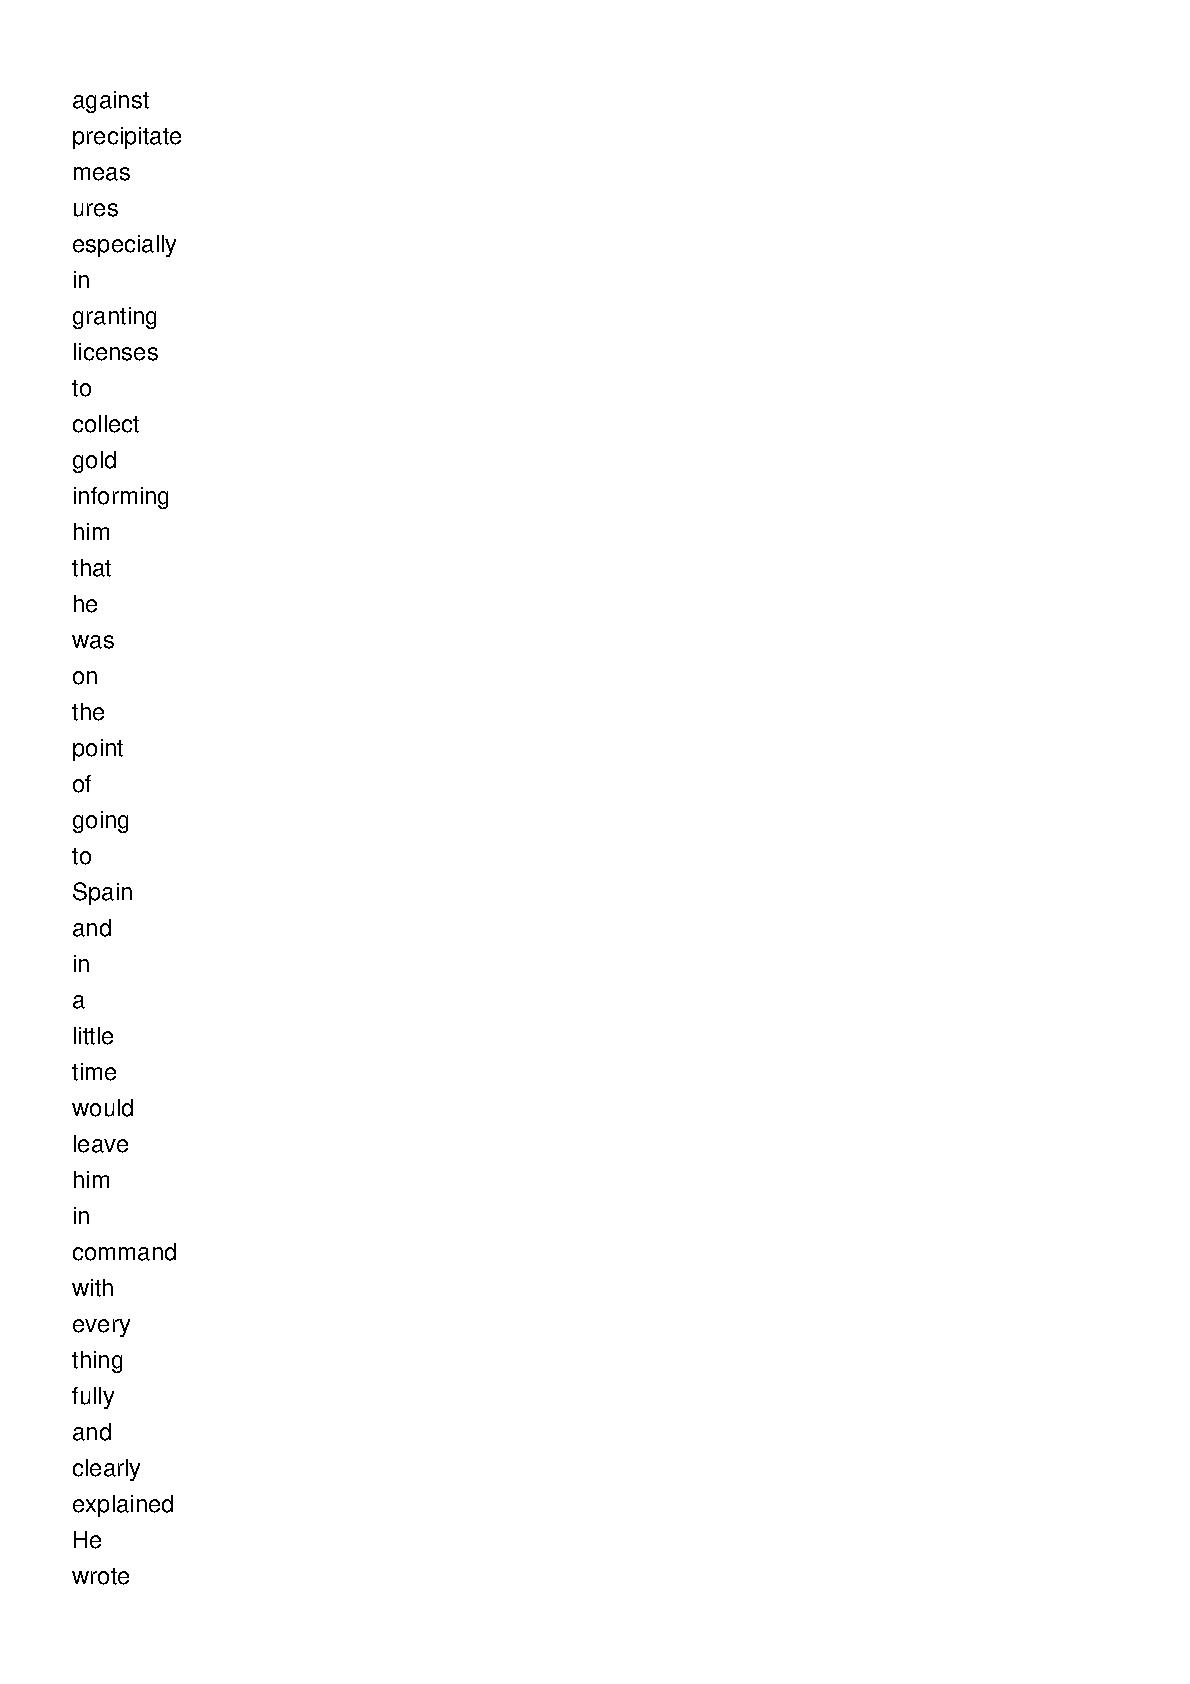 against
precipitate
meas
ures
especially
in
granting
licenses
to
collect
gold
informing
him
that
he
was
on
the
point
of
going
to
Spain
and
in
a
little
time
would
leave
him
in
command
with
every
thing
fully
and
clearly
explained
He
wrote